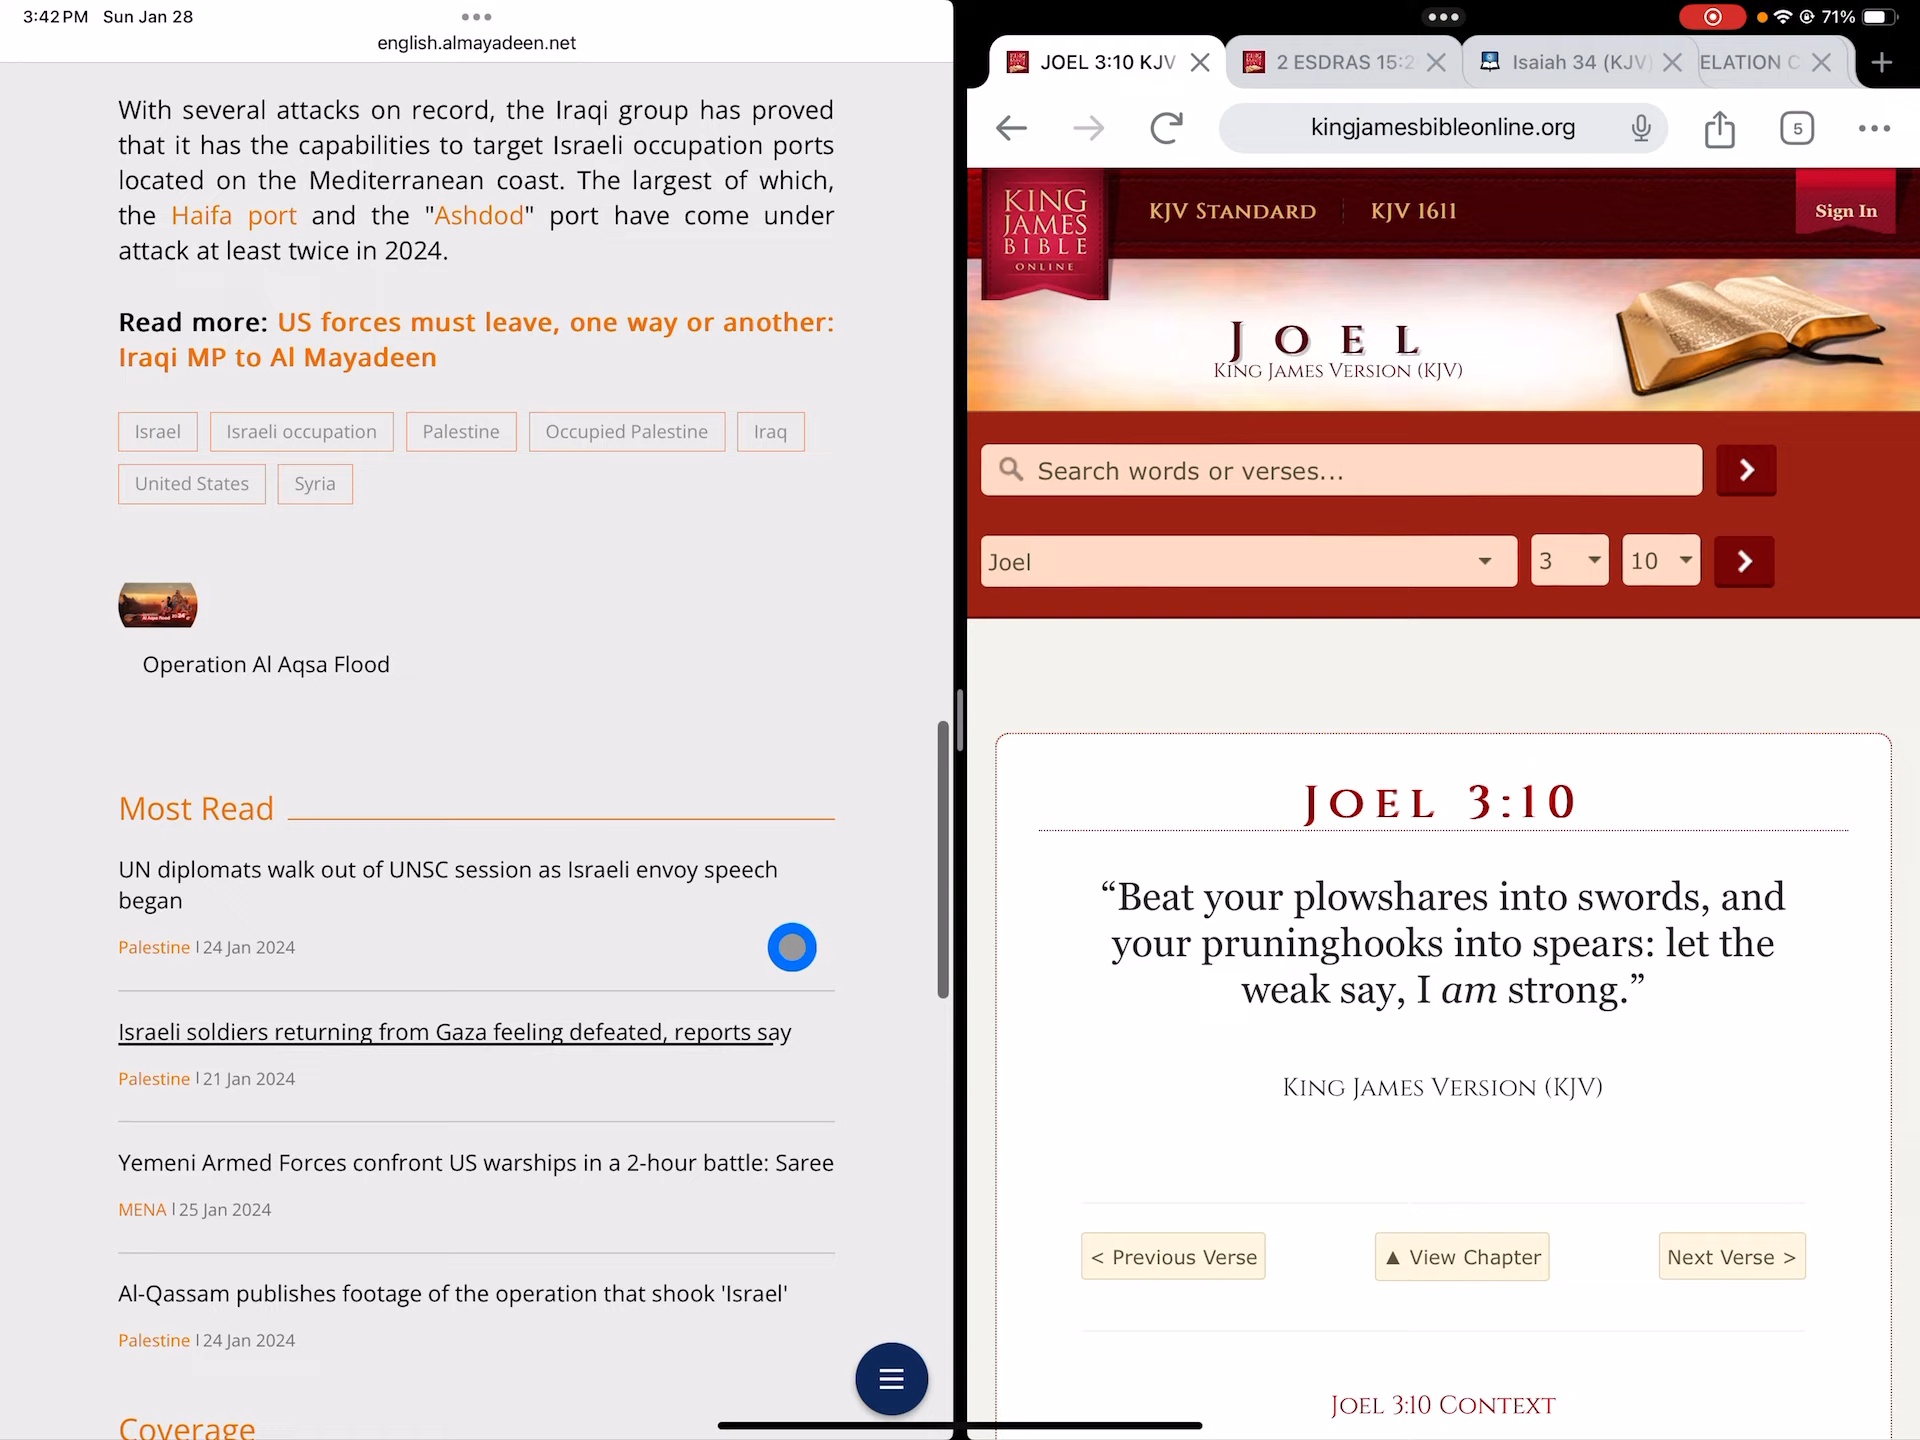 3:42 PM Sun Jan 28
english.almayadeen.net
With several attacks on record, the Iraqi group has proved
that it has the capabilities to target Israeli occupation ports
located on the Mediterranean coast. The largest of which,
the Haifa port and the "Ashdod" port have come under
attack at least twice in 2024.
Read more: US forces must leave, one way or another:
Iraqi MP to Al Mayadeen
Israel Israeli occupation Palestine Occupied Palestine Iraq
United States Syria
Operation Al Aqsa Flood
Most Read
UN diplomats walk out of UNSC session as Israeli envoy speech
began
Palestine | 24 Jan 2024
Israeli soldiers returning from Gaza feeling defeated, reports say
Palestine | 21 Jan 2024
Yemeni Armed Forces confront US warships in a 2-hour battle: Saree
MENA | 25 Jan 2024
Al-Qassam publishes footage of the operation that shook 'Israel'
Palestine | 24 Jan 2024
Coverage
71%
JOEL 3:10 KJV 2 ESDRAS 15:2 Isaiah 34 (KJV) ELATION C
kingjamesbibleonline.org 5
KING
JAMES
BIBLE
ONLINE
KJV STANDARD KJV 1611
Sign In
JOEL
KING JAMES VERSION (KJV)
Search words or verses...
Joel 3 10
JOEL 3:10
“Beat your plowshares into swords, and
your pruninghooks into spears: let the
weak say, I am strong.”
KING JAMES VERSION (KJV)
< Previous Verse ▲ View Chapter Next Verse >
JOEL 3:10 CONTEXT